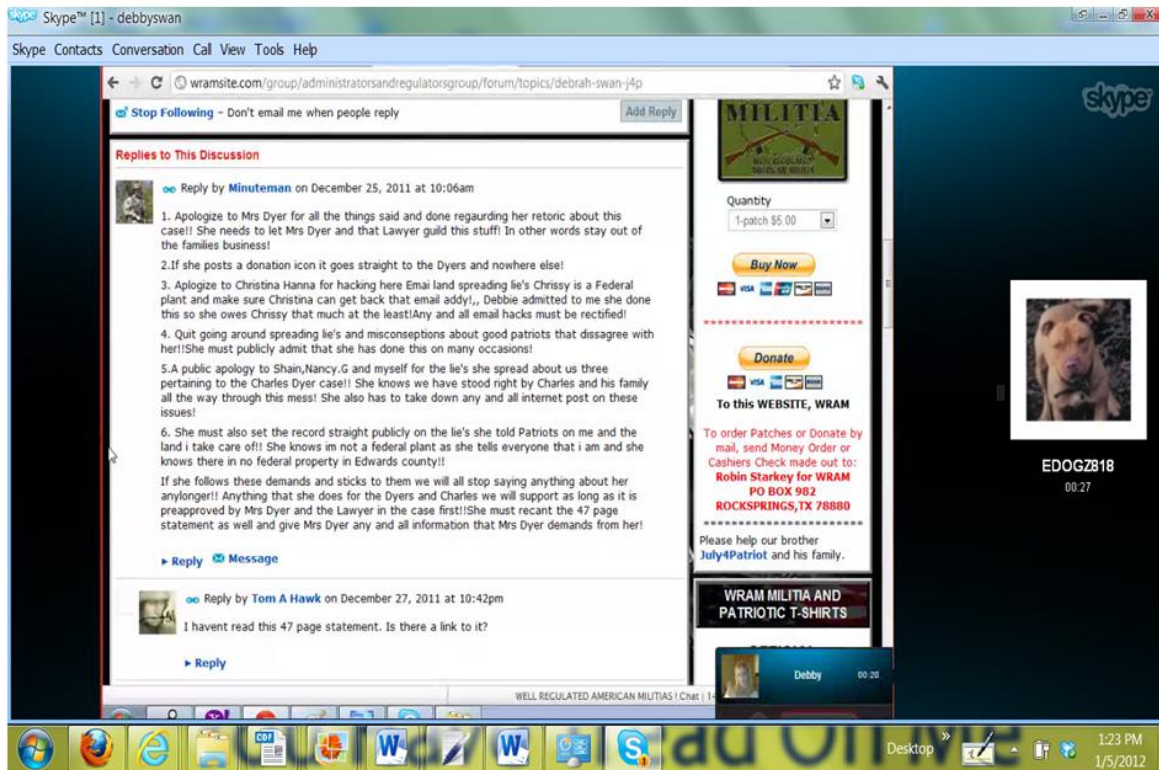 Skype™ [1] - debbyswan
Skype Contacts Conversation Call View Tools Help
wramsite.com/group/administratorsandregulatorsgroup/forum/topics/debrah-swan-j4p
skype
Stop Following - Don't email me when people reply
Add Reply
Replies to This Discussion
Reply by Minuteman on December 25, 2011 at 10:06am
1. Apologize to Mrs Dyer for all the things said and done regaurding her retoric about this
case!! She needs to let Mrs Dyer and that Lawyer guild this stuff! In other words stay out of
the families business!
2.If she posts a donation icon it goes straight to the Dyers and nowhere else!
3. Aplogize to Christina Hanna for hacking here Emai land spreading lie's Chrissy is a Federal
plant and make sure Christina can get back that email addy!,, Debbie admitted to me she done
this so she owes Chrissy that much at the least!Any and all email hacks must be rectified!
4. Quit going around spreading lie's and misconseptions about good patriots that dissagree with
her!!She must publicly admit that she has done this on many occasions!
5.A public apology to Shain,Nancy.G and myself for the lie's she spread about us three
pertaining to the Charles Dyer case!! She knows we have stood right by Charles and his family
all the way through this mess! She also has to take down any and all internet post on these
issues!
6. She must also set the record straight publicly on the lie's she told Patriots on me and the
land i take care of!! She knows im not a federal plant as she tells everyone that i am and she
knows there in no federal property in Edwards county!!
If she follows these demands and sticks to them we will all stop saying anything about her
anylonger!! Anything that she does for the Dyers and Charles we will support as long as it is
preapproved by Mrs Dyer and the Lawyer in the case first!!She must recant the 47 page
statement as well and give Mrs Dyer any and all information that Mrs Dyer demands from her!
Reply Message
Reply by Tom A Hawk on December 27, 2011 at 10:42pm
I havent read this 47 page statement. Is there a link to it?
Reply
MILITIA
Quantity
1-patch $5.00
Buy Now
VISA
Donate
VISA
To this WEBSITE, WRAM
To order Patches or Donate by
mail, send Money Order or
Cashiers Check made out to:
Robin Starkey for WRAM
PO BOX 982
ROCKSPRINGS,TX 78880
Please help our brother
July4Patriot and his family.
WRAM MILITIA AND
PATRIOTIC T-SHIRTS
EDOGZ818
00:27
Debby 00:20
WELL REGULATED AMERICAN MILITIAS ! Chat
Desktop
1:23 PM
1/5/2012